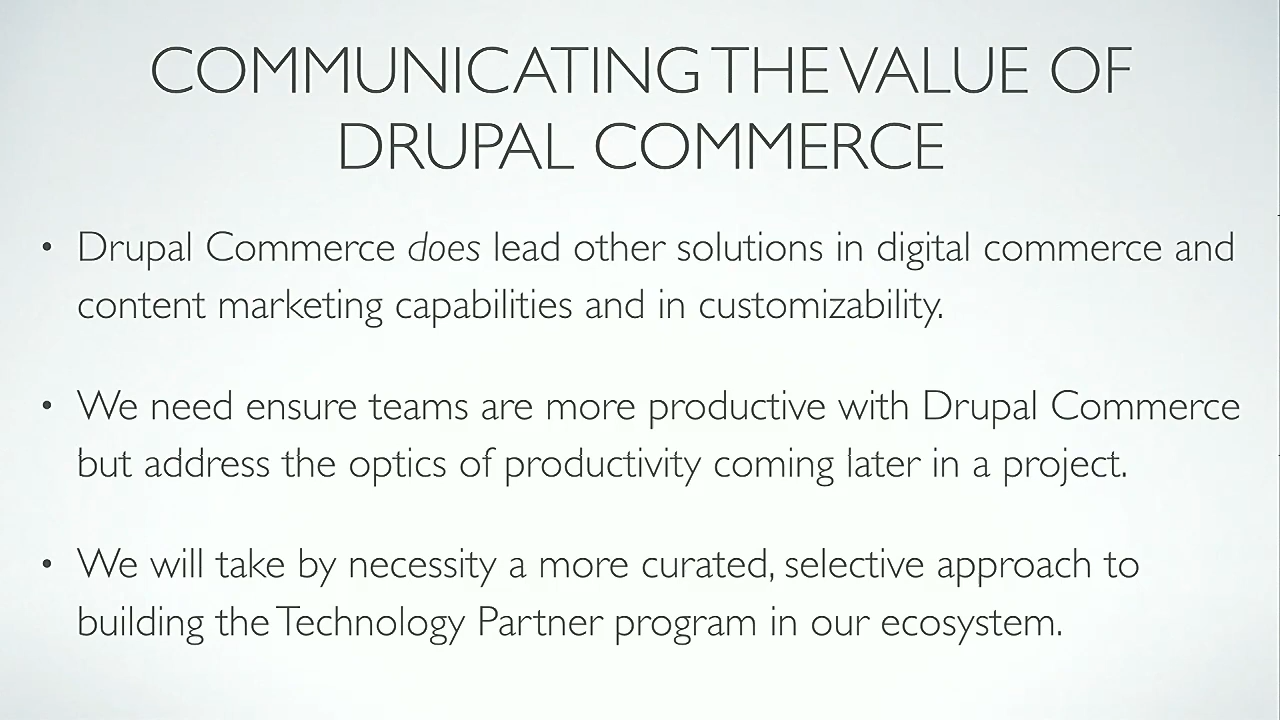 COMMUNICATING THE VALUE OF
DRUPAL COMMERCE
• Drupal Commerce does lead other solutions in digital commerce and
content marketing capabilities and in customizability.
• We need ensure teams are more productive with Drupal Commerce
but address the optics of productivity coming later in a project.
• We will take by necessity a more curated, selective approach to
building the Technology Partner program in our ecosystem.